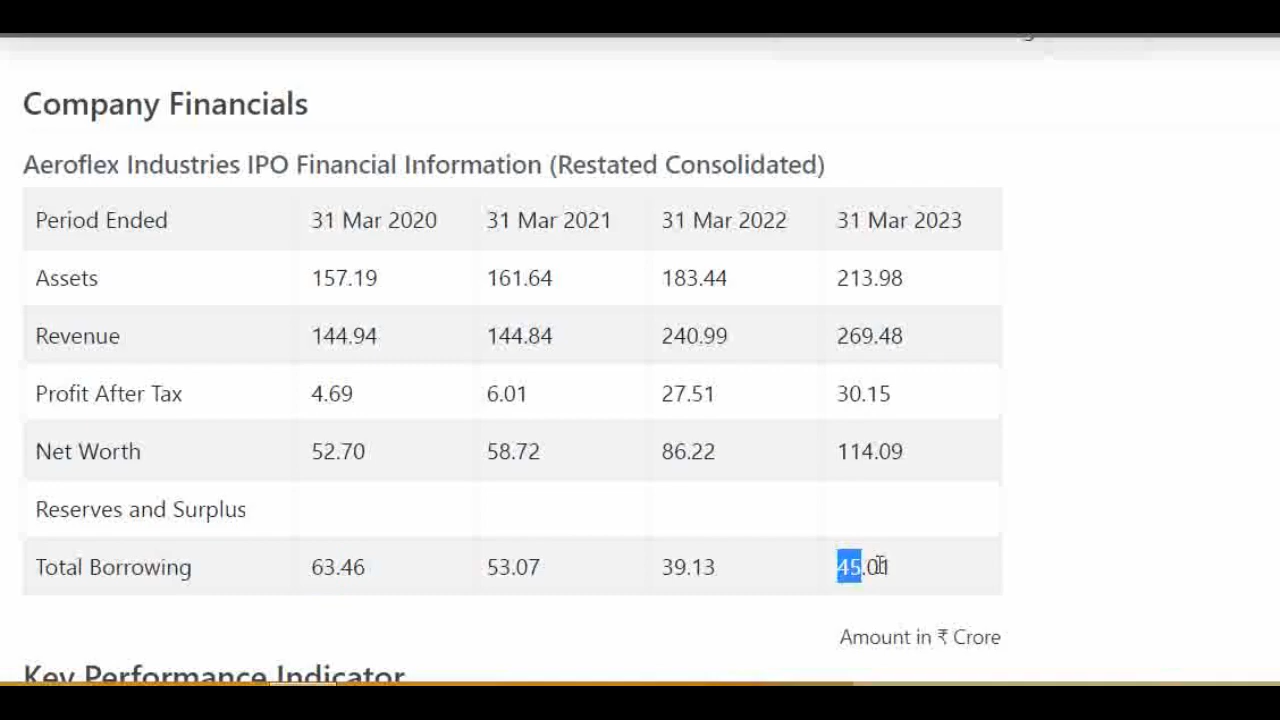 Company Financials
Aeroflex Industries IPO Financial Information (Restated Consolidated)
Period Ended 31 Mar 2020 31 Mar 2021 31 Mar 2022 31 Mar 2023
Assets 157.19 161.64 183.44 213.98
Revenue 144.94 144.84 240.99 269.48
Profit After Tax 4.69 6.01 27.51 30.15
Net Worth 52.70 58.72 86.22 114.09
Reserves and Surplus
Total Borrowing 63.46 53.07 39.13 45.01
Amount in ₹ Crore
Key Performance Indicator